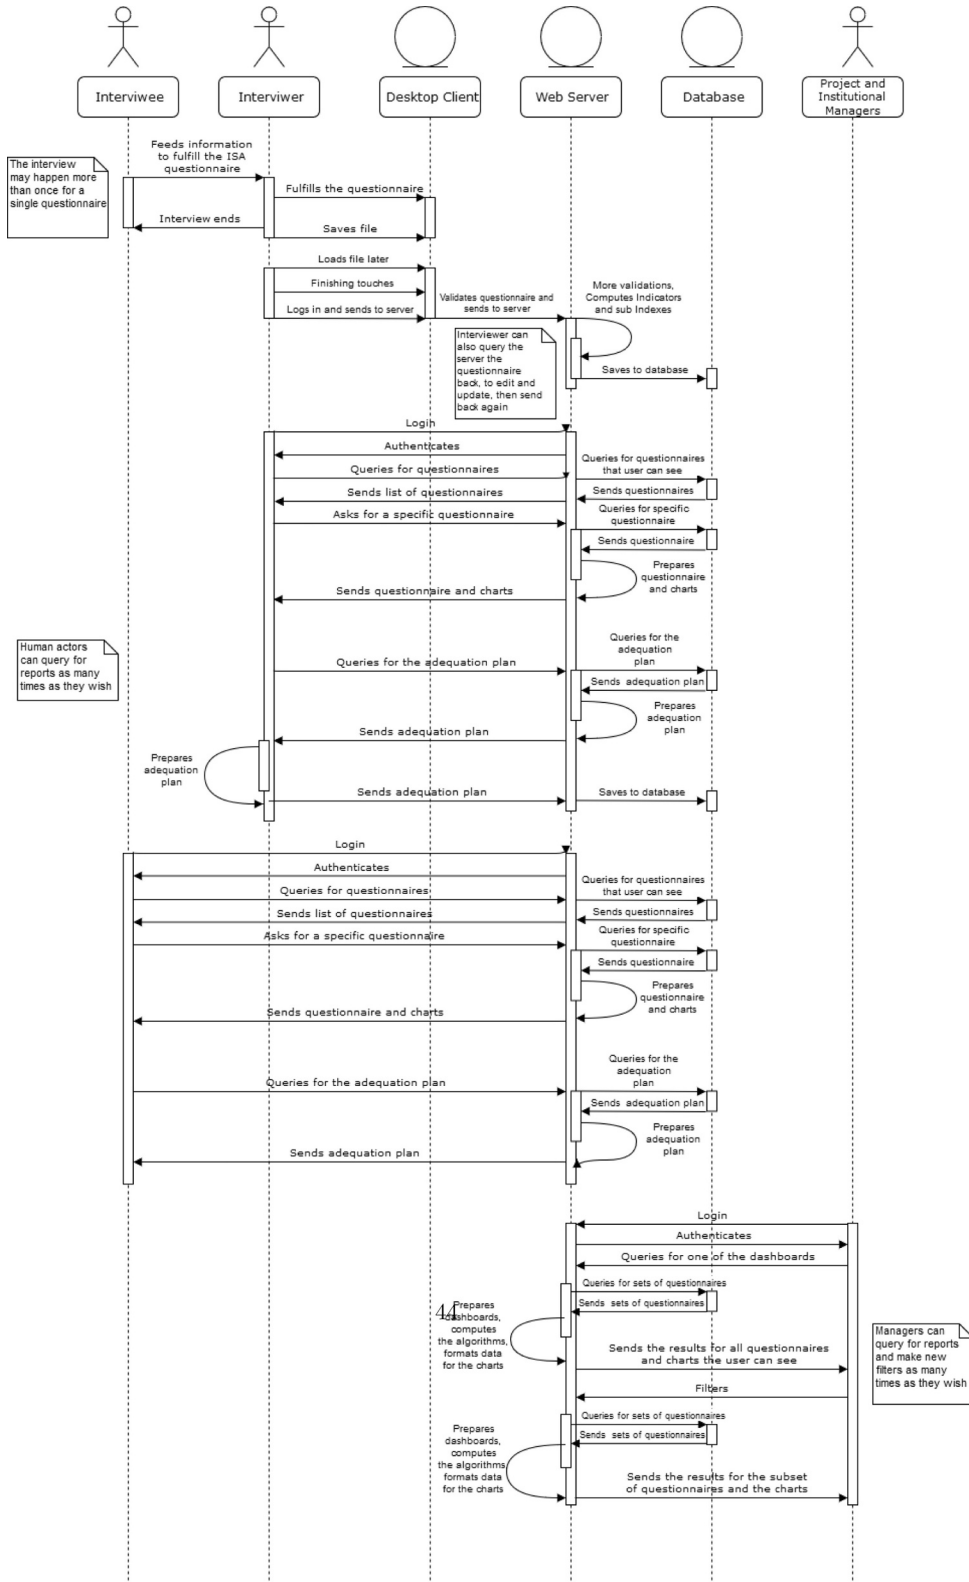 Interviwee
Interviwer
Desktop Client
Web Server
Database
Project and
Institutional
Managers
Feeds information
to fulfill the ISA
questionnaire
The interview
may happen more
than once for a
single questionnaire
Fulfills the questionnaire
Interview ends
Saves file
Loads file later
Finishing touches
Logs in and sends to server
Validates questionnaire and
sends to server
More validations,
Computes Indicators
and sub Indexes
Interviewer can
also query the
server the
questionnaire
back, to edit and
update, then send
back again
Saves to database
Login
Authenticates
Queries for questionnaires
that user can see
Queries for questionnaires
Sends questionnaires
Sends list of questionnaires
Queries for specific
questionnaire
Asks for a specific questionnaire
Sends questionnaire
Prepares
questionnaire
and charts
Sends questionnaire and charts
Human actors
can query for
reports as many
times as they wish
Queries for the
adequation
plan
Queries for the adequation plan
Sends adequation plan
Prepares
adequation
plan
Sends adequation plan
Prepares
adequation
plan
Sends adequation plan
Saves to database
Login
Authenticates
Queries for questionnaires
that user can see
Queries for questionnaires
Sends questionnaires
Sends list of questionnaires
Queries for specific
questionnaire
Asks for a specific questionnaire
Sends questionnaire
Prepares
questionnaire
and charts
Sends questionnaire and charts
Queries for the
adequation
plan
Queries for the adequation plan
Sends adequation plan
Prepares
adequation
plan
Sends adequation plan
Login
Authenticates
Queries for one of the dashboards
Queries for sets of questionnaires
Sends sets of questionnaires
44
Prepares
dashboards,
computes
the algorithms,
formats data
for the charts
Sends the results for all questionnaires
and charts the user can see
Managers can
query for reports
and make new
filters as many
times as they wish
Filters
Queries for sets of questionnaires
Sends sets of questionnaires
Prepares
dashboards,
computes
the algorithms
formats data
for the charts
Sends the results for the subset
of questionnaires and the charts